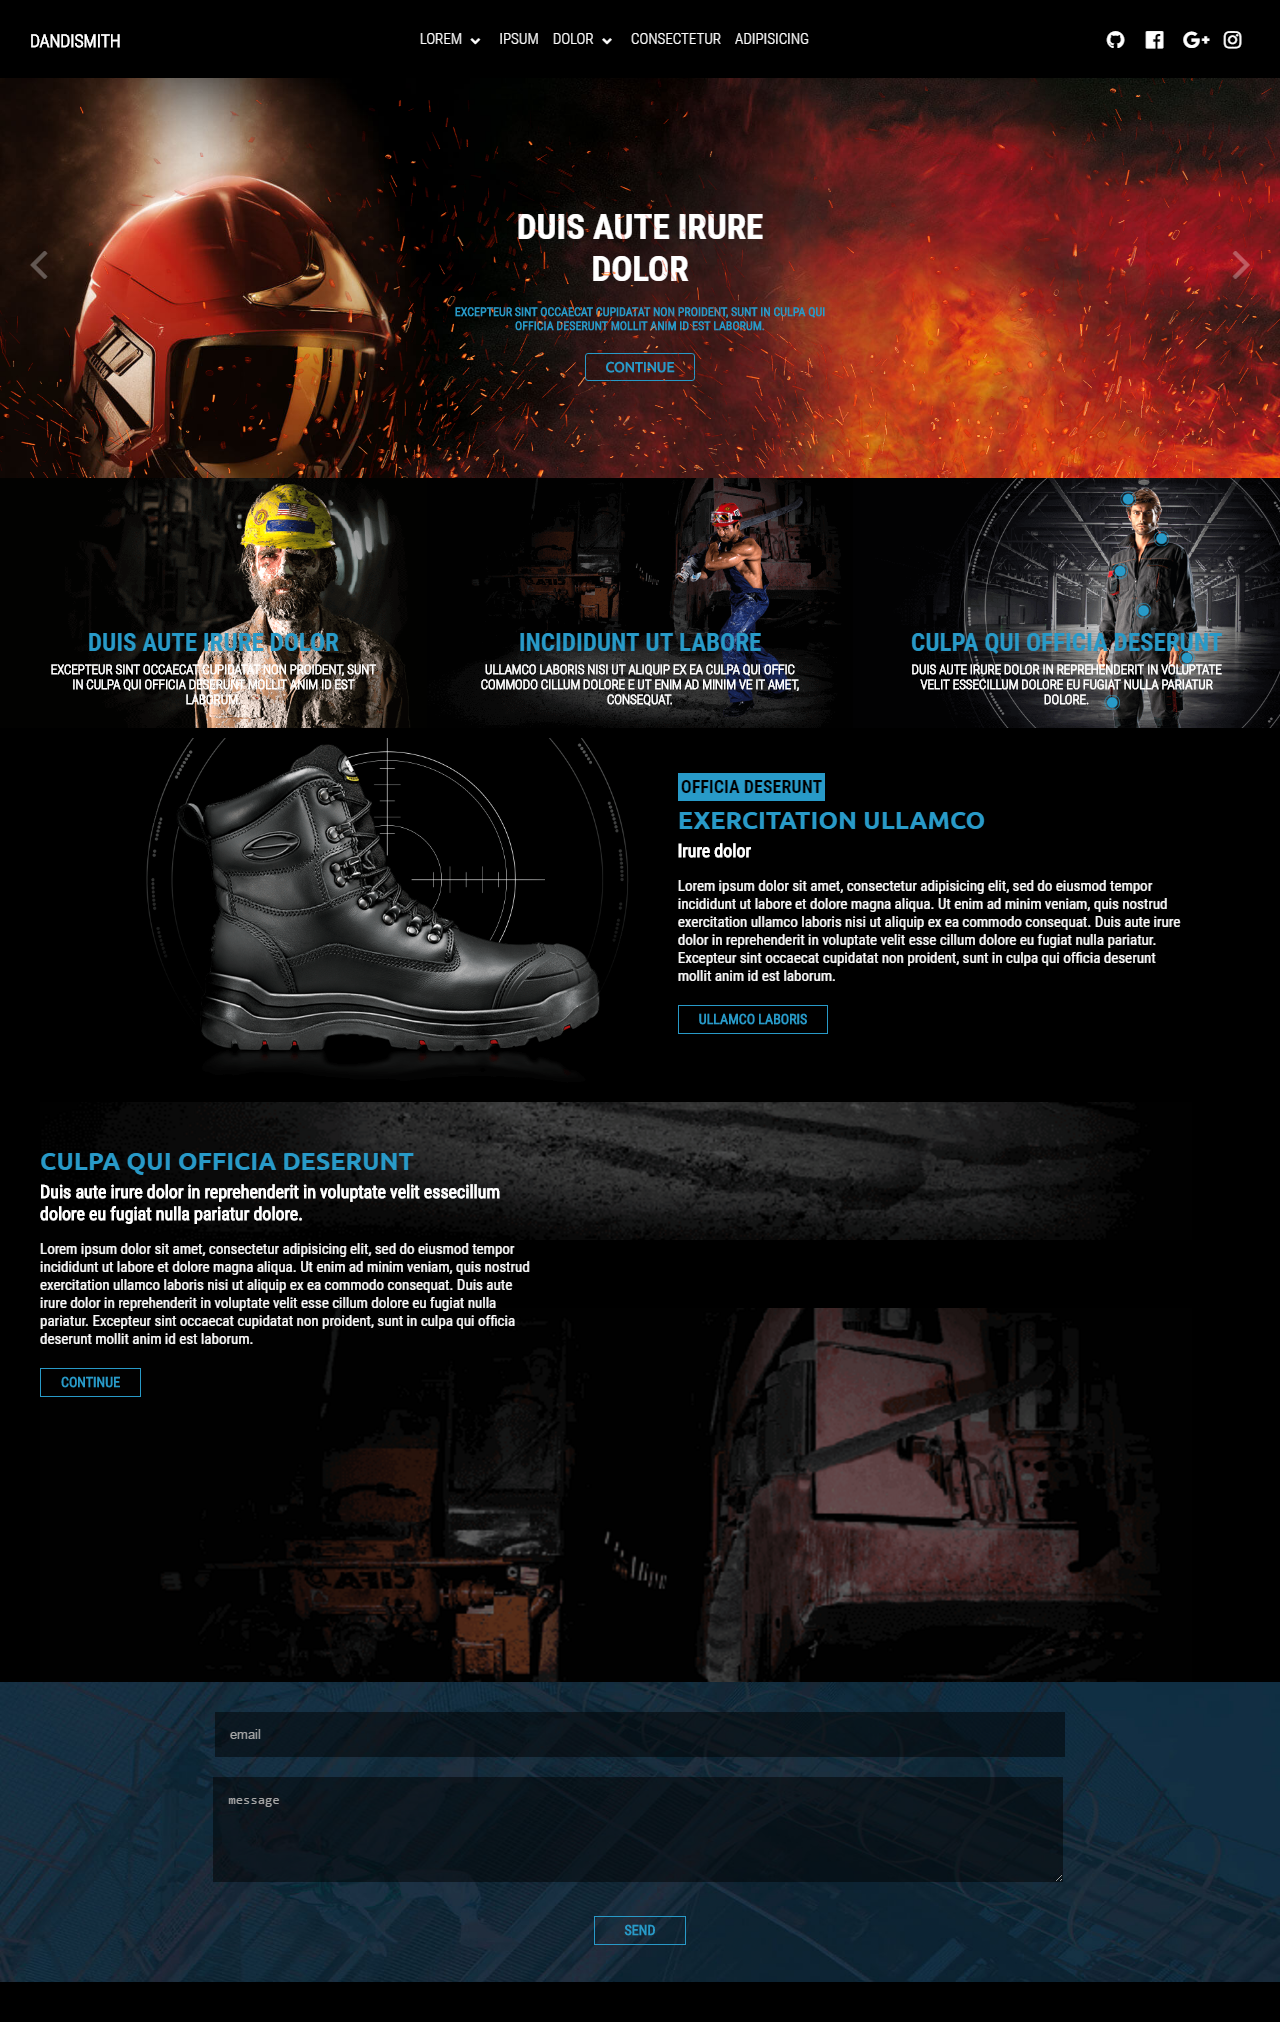 DANDISMITH
LOREM IPSUM DOLOR CONSECTETUR ADIPISICING
DUIS AUTE IRURE
DOLOR
EXCEPTEUR SINT OCCAECAT CUPIDATAT NON PROIDENT, SUNT IN CULPA QUI
OFFICIA DESERUNT MOLLIT ANIM ID EST LABORUM.
CONTINUE
DUIS AUTE IRURE DOLOR
EXCEPTEUR SINT OCCAECAT CUPIDATAT NON PROIDENT, SUNT
IN CULPA QUI OFFICIA DESERUNT MOLLIT ANIM ID EST
LABORUM.
INCIDIDUNT UT LABORE
ULLAMCO LABORIS NISI UT ALIQUIP EX EA CULPA QUI OFFIC
COMMODO CILLUM DOLORE E UT ENIM AD MINIM VE IT AMET,
CONSEQUAT.
CULPA QUI OFFICIA DESERUNT
DUIS AUTE IRURE DOLOR IN REPREHENDERIT IN VOLUPTATE
VELIT ESSECILLUM DOLORE EU FUGIAT NULLA PARIATUR
DOLORE.
OFFICIA DESERUNT
EXERCITATION ULLAMCO
Irure dolor
Lorem ipsum dolor sit amet, consectetur adipisicing elit, sed do eiusmod tempor
incididunt ut labore et dolore magna aliqua. Ut enim ad minim veniam, quis nostrud
exercitation ullamco laboris nisi ut aliquip ex ea commodo consequat. Duis aute irure
dolor in reprehenderit in voluptate velit esse cillum dolore eu fugiat nulla pariatur.
Excepteur sint occaecat cupidatat non proident, sunt in culpa qui officia deserunt
mollit anim id est laborum.
ULLAMCO LABORIS
CULPA QUI OFFICIA DESERUNT
Duis aute irure dolor in reprehenderit in voluptate velit essecillum
dolore eu fugiat nulla pariatur dolore.
Lorem ipsum dolor sit amet, consectetur adipisicing elit, sed do eiusmod tempor
incididunt ut labore et dolore magna aliqua. Ut enim ad minim veniam, quis nostrud
exercitation ullamco laboris nisi ut aliquip ex ea commodo consequat. Duis aute
irure dolor in reprehenderit in voluptate velit esse cillum dolore eu fugiat nulla
pariatur. Excepteur sint occaecat cupidatat non proident, sunt in culpa qui officia
deserunt mollit anim id est laborum.
CONTINUE
email
message
SEND